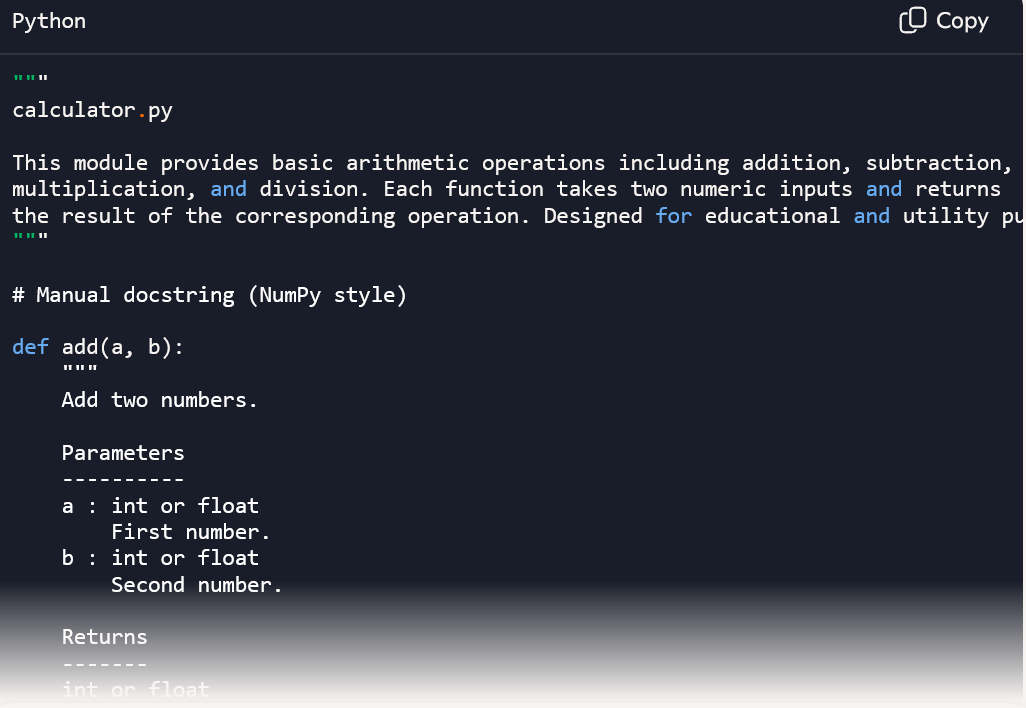 Python
Copy
"""
calculator.py
This module provides basic arithmetic operations including addition, subtraction,
multiplication, and division. Each function takes two numeric inputs and returns
the result of the corresponding operation. Designed for educational and utility
"""
# Manual docstring (NumPy style)
def add(a, b):
"""
Add two numbers.
Parameters
----------
a : int or float
First number.
b : int or float
Second number.
Returns
-------
int or float